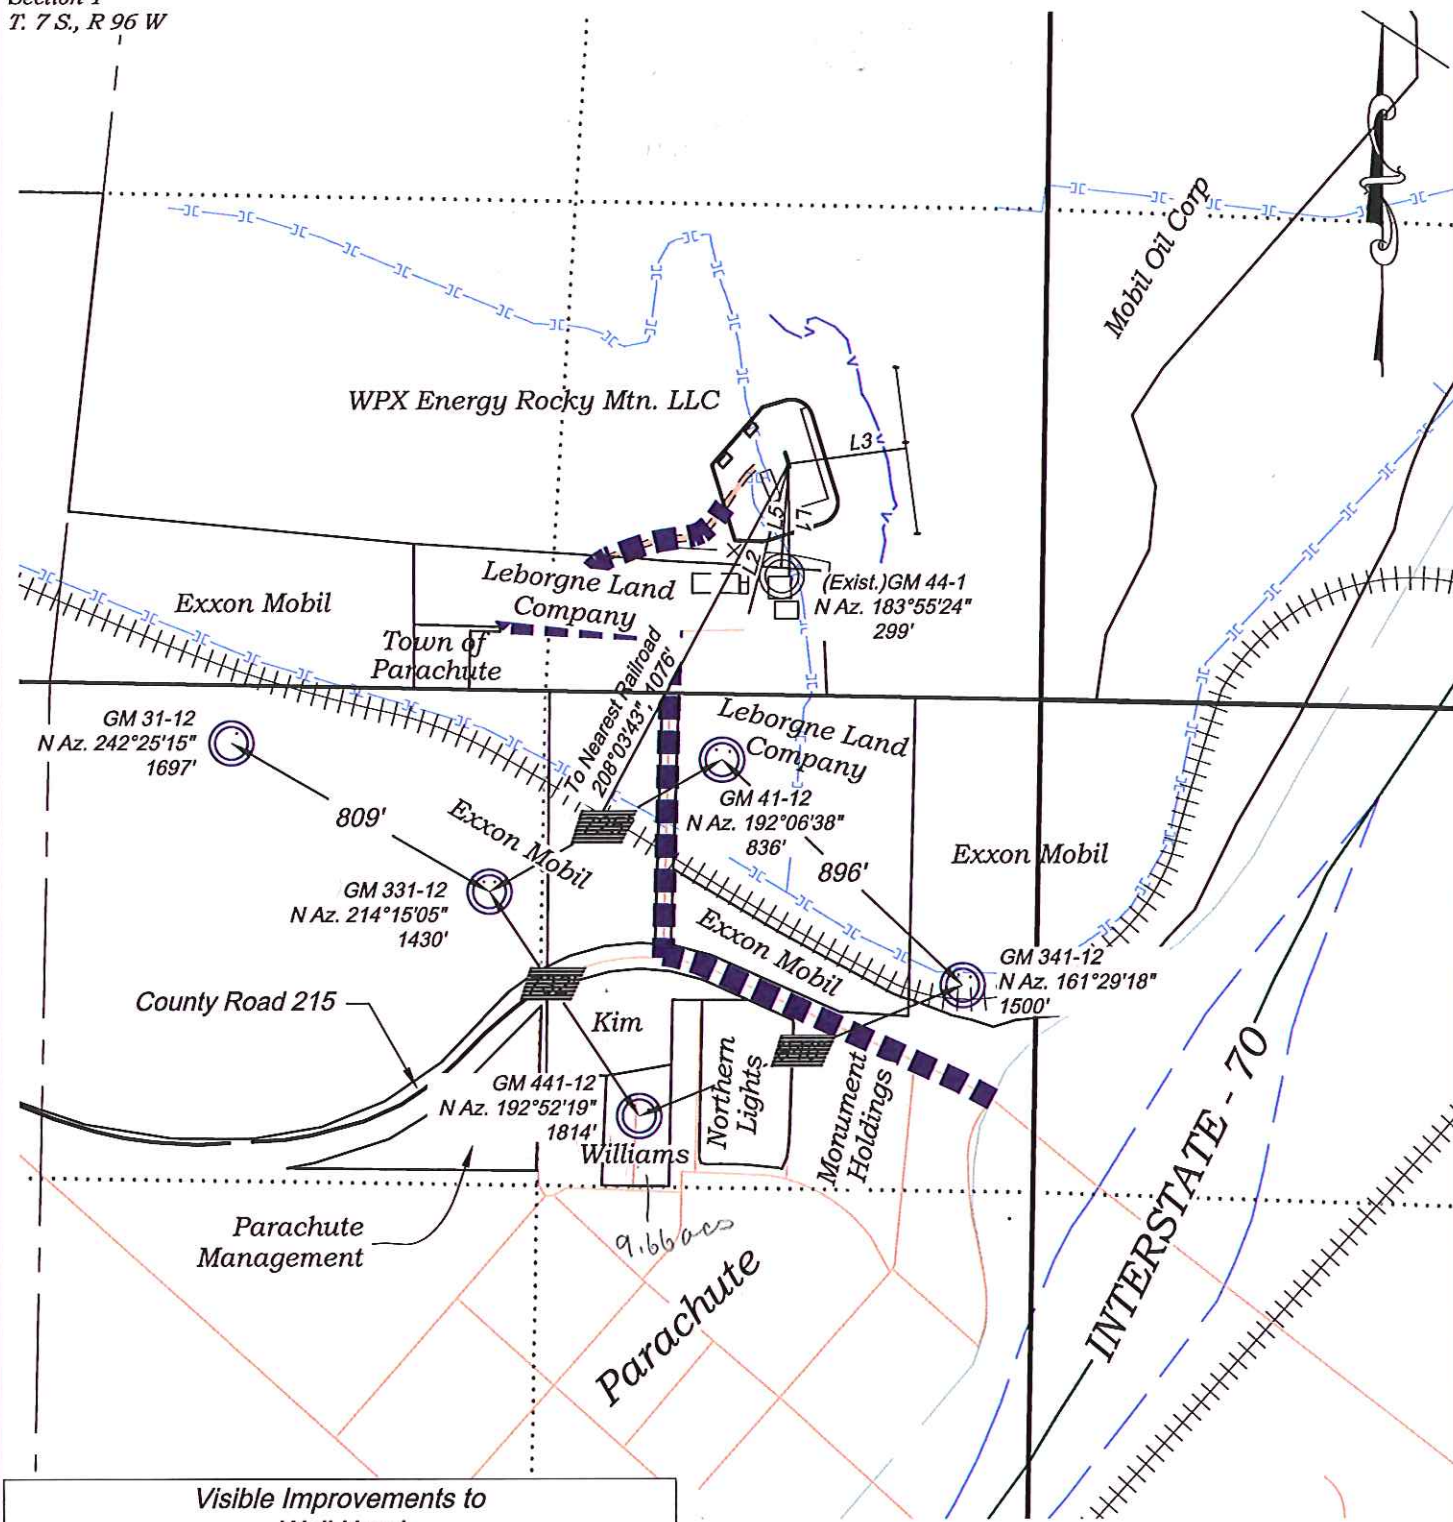 T. 7 S., R 96 W
Mobil Oil Corp
WPX Energy Rocky Mtn. LLC
L3
L5
L1
L2
(Exist.)GM 44-1
N Az. 183°55'24"
299'
Exxon Mobil
Leborgne Land
Company
Town of
Parachute
To Nearest Railroad
208°03'43", 1076'
GM 31-12
N Az. 242°25'15"
1697'
Leborgne Land
Company
GM 41-12
N Az. 192°06'38"
836'
809'
Exxon Mobil
896'
Exxon Mobil
GM 331-12
N Az. 214°15'05"
1430'
Exxon Mobil
GM 341-12
N Az. 161°29'18"
1500'
County Road 215
Kim
Northern
Lights
Monument
Holdings
GM 441-12
N Az. 192°52'19"
1814'
Williams
Parachute
Management
9.66 acs
Parachute
INTERSTATE - 70
Visible Improvements to